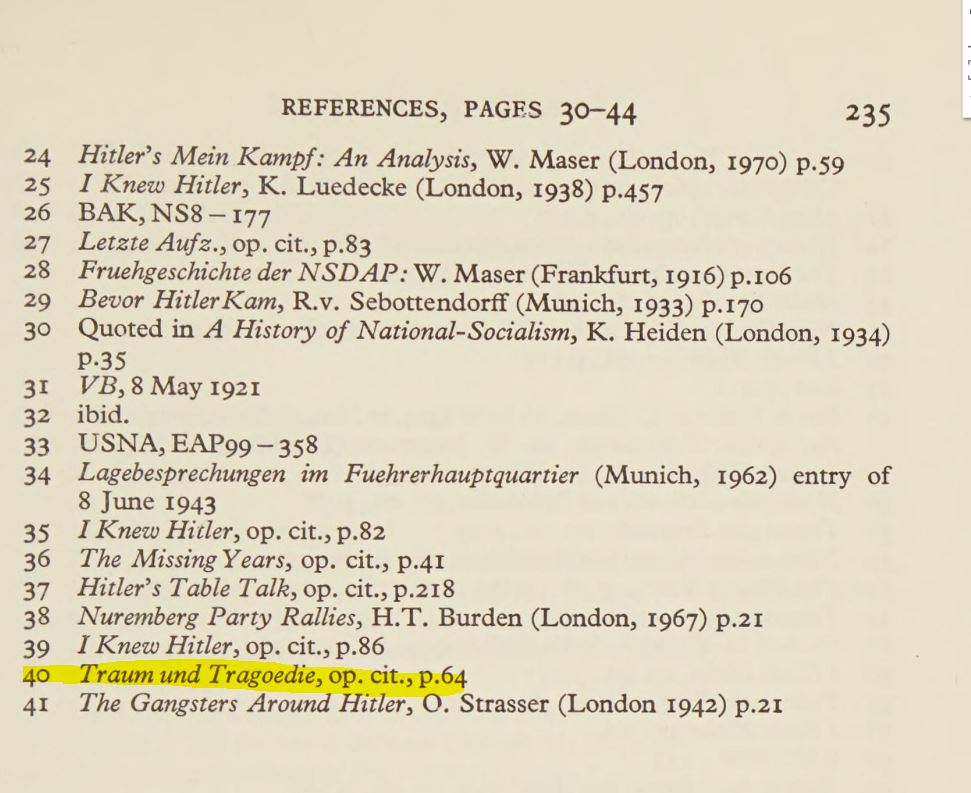 REFERENCES, PAGES 30–44 235
24 Hitler's Mein Kampf: An Analysis, W. Maser (London, 1970) p.59
25 I Knew Hitler, K. Luedecke (London, 1938) p.457
26 BAK, NS8 – 177
27 Letzte Aufz., op. cit., p.83
28 Fruehgeschichte der NSDAP: W. Maser (Frankfurt, 1916) p.106
29 Bevor Hitler Kam, R.v. Sebottendorff (Munich, 1933) p.170
30 Quoted in A History of National-Socialism, K. Heiden (London, 1934)
p.35
31 VB, 8 May 1921
32 ibid.
33 USNA, EAP99 – 358
34 Lagebesprechungen im Fuehrerhauptquartier (Munich, 1962) entry of
8 June 1943
35 I Knew Hitler, op. cit., p.82
36 The Missing Years, op. cit., p.41
37 Hitler's Table Talk, op. cit., p.218
38 Nuremberg Party Rallies, H.T. Burden (London, 1967) p.21
39 I Knew Hitler, op. cit., p.86
40 Traum und Tragoedie, op. cit., p.64
41 The Gangsters Around Hitler, O. Strasser (London 1942) p.21